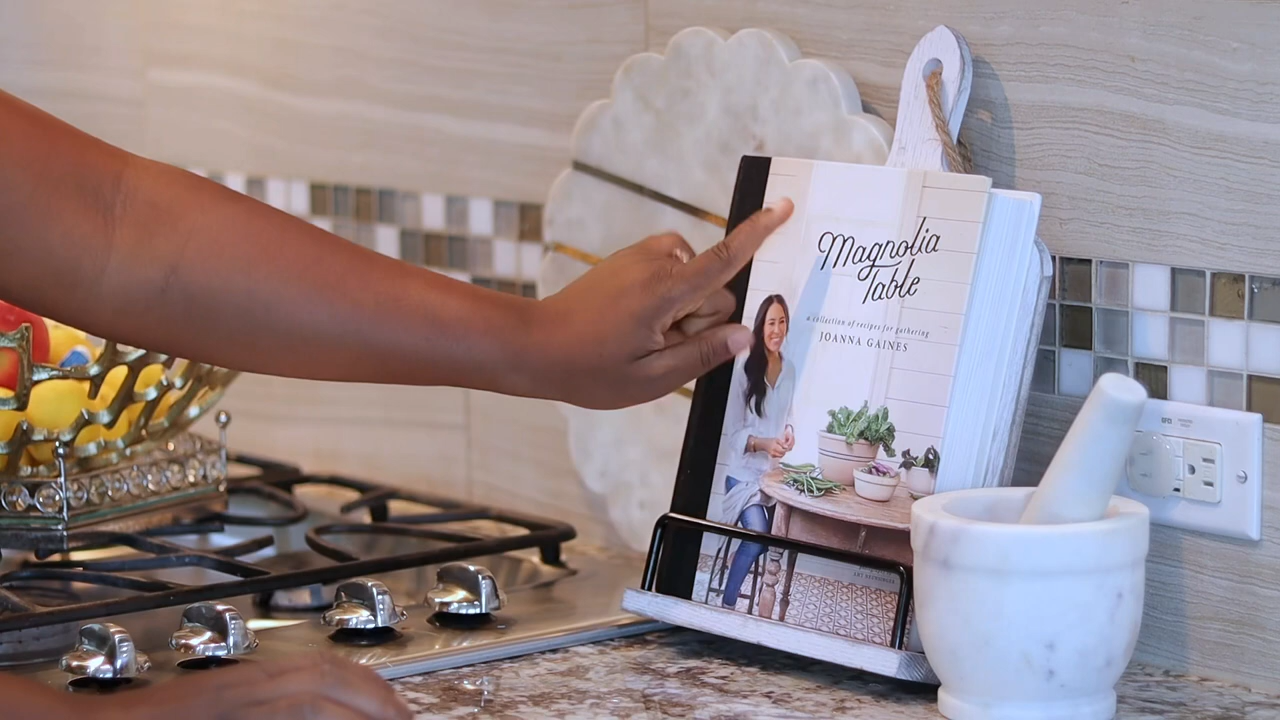 Magnolia
Table
a collection of recipes for gathering
JOANNA GAINES